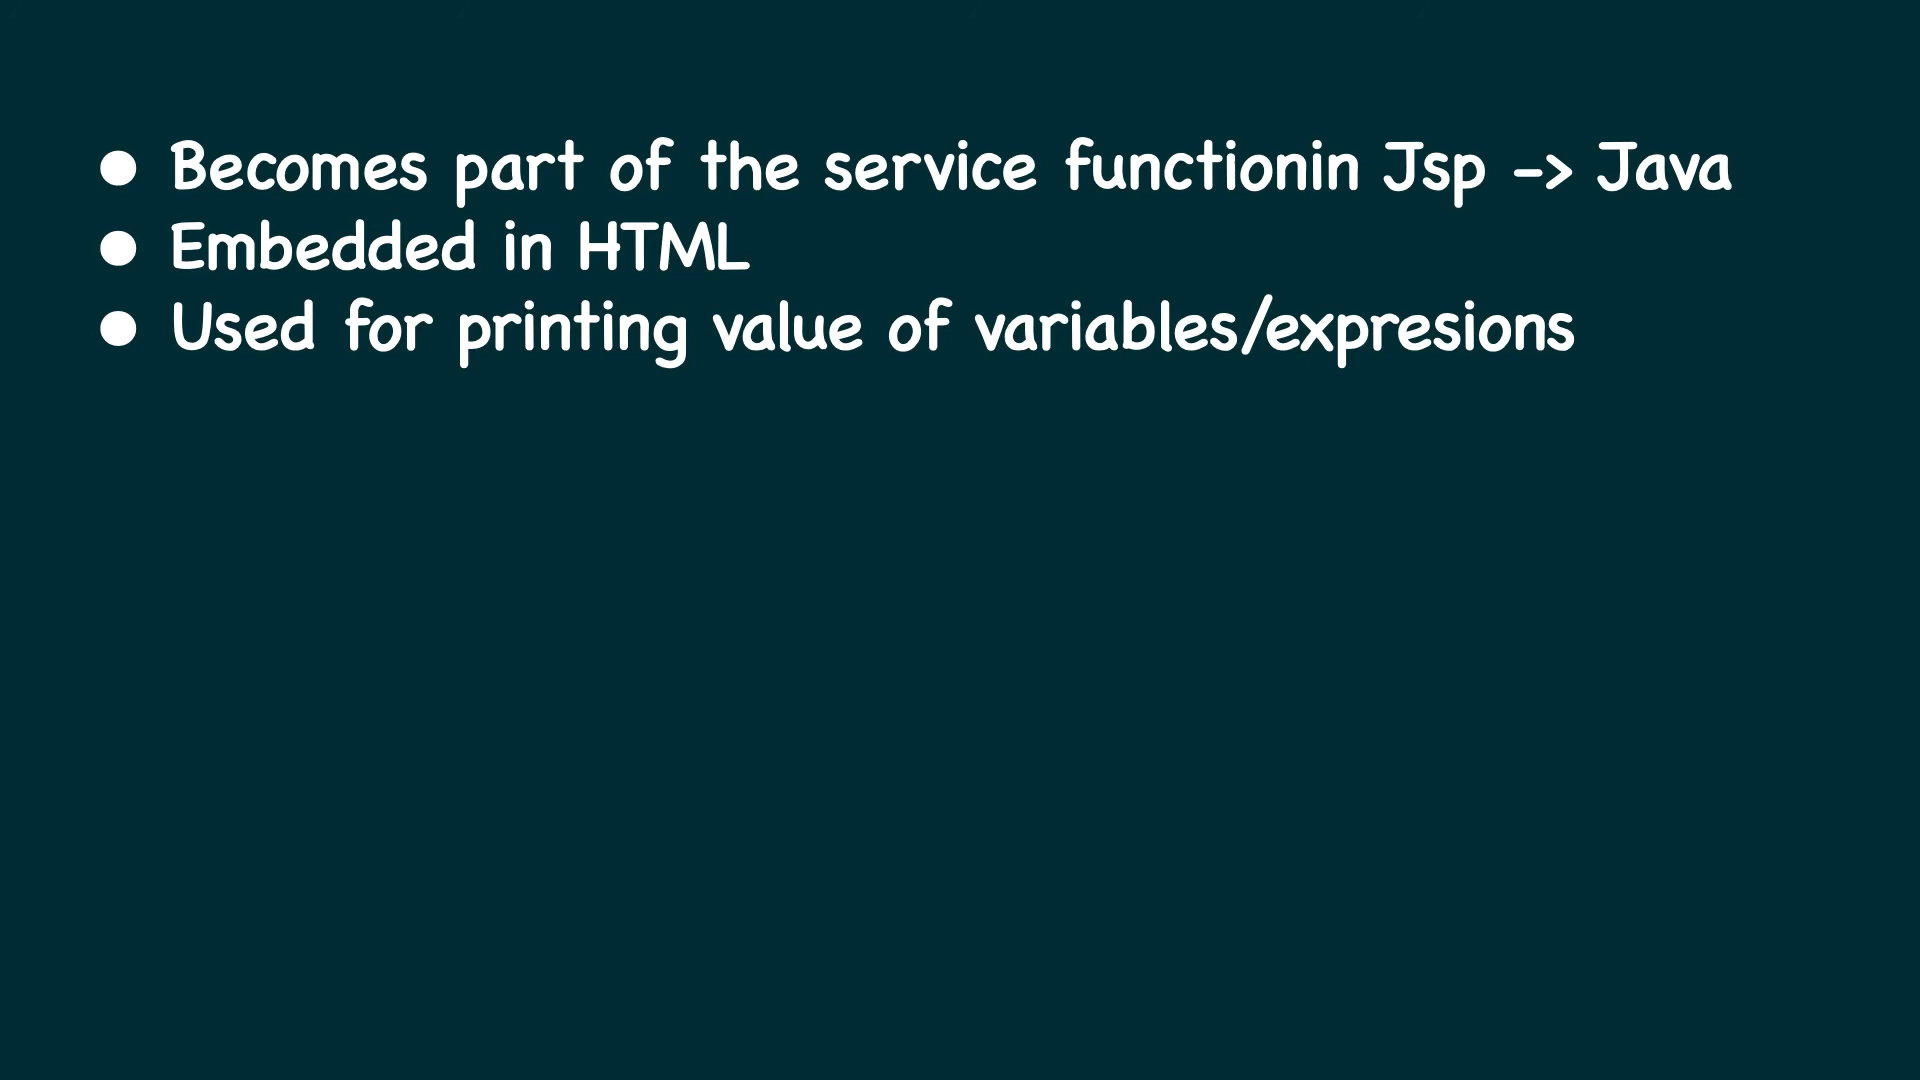 ● Becomes part of the service functionin Jsp -> Java
● Embedded in HTML
● Used for printing value of variables/expresions